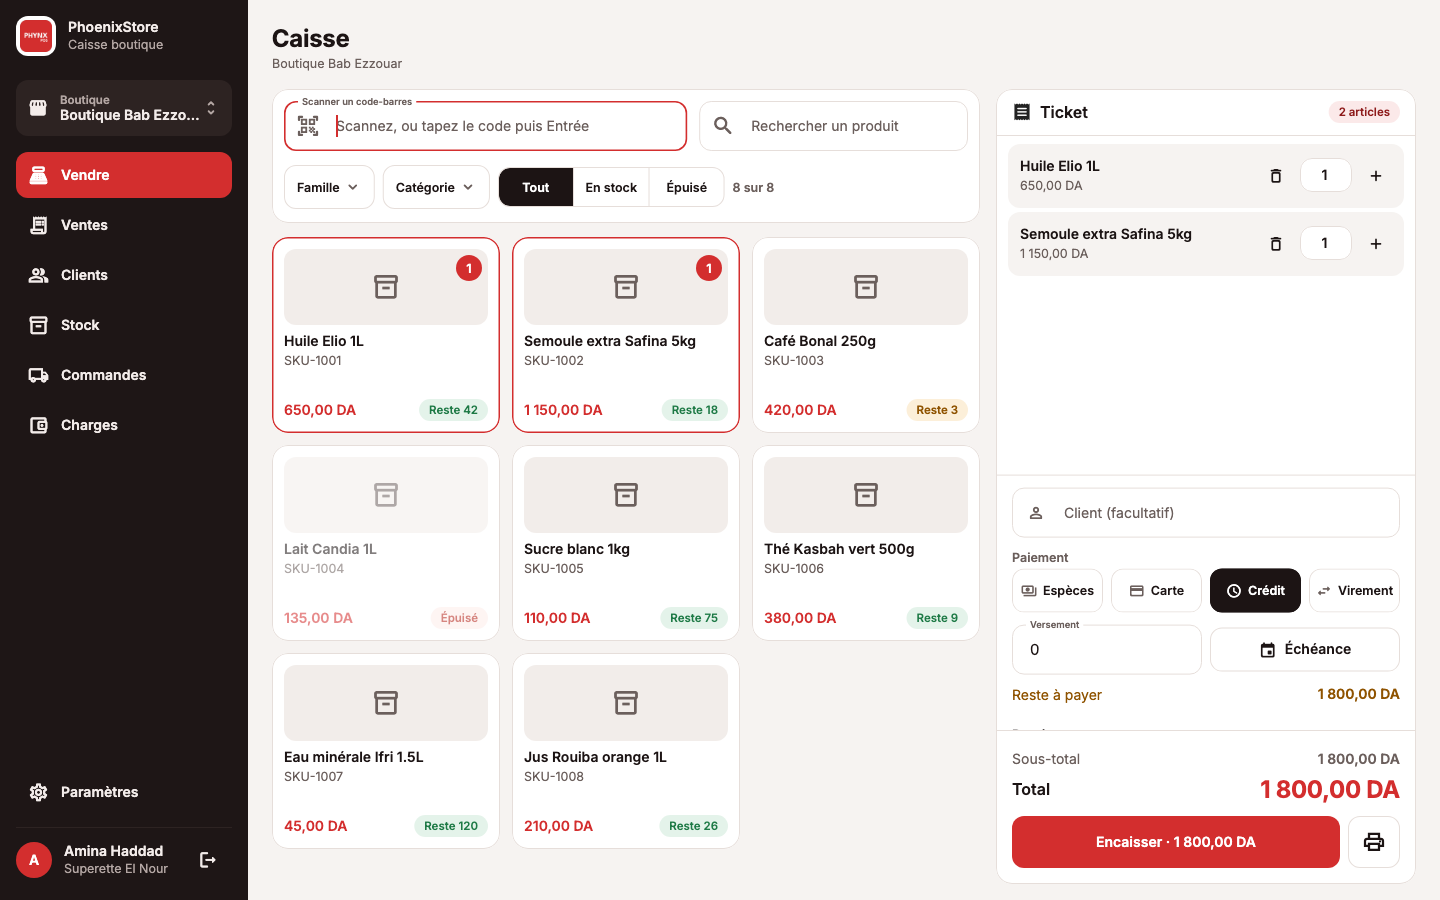 PHYNX
POS
PhoenixStore
Caisse boutique
Boutique
Boutique Bab Ezzo...
Vendre
Ventes
Clients
Stock
Commandes
Charges
Paramètres
A
Amina Haddad
Superette El Nour
Caisse
Boutique Bab Ezzouar
Scanner un code-barres
Scannez, ou tapez le code puis Entrée
Rechercher un produit
Famille
Catégorie
Tout
En stock
Épuisé
8 sur 8
1
Huile Elio 1L
SKU-1001
650,00 DA
Reste 42
1
Semoule extra Safina 5kg
SKU-1002
1 150,00 DA
Reste 18
Café Bonal 250g
SKU-1003
420,00 DA
Reste 3
Lait Candia 1L
SKU-1004
135,00 DA
Épuisé
Sucre blanc 1kg
SKU-1005
110,00 DA
Reste 75
Thé Kasbah vert 500g
SKU-1006
380,00 DA
Reste 9
Eau minérale Ifri 1.5L
SKU-1007
45,00 DA
Reste 120
Jus Rouiba orange 1L
SKU-1008
210,00 DA
Reste 26
Ticket
2 articles
Huile Elio 1L
650,00 DA
1
Semoule extra Safina 5kg
1 150,00 DA
1
Client (facultatif)
Paiement
Espèces
Carte
Crédit
Virement
Versement
0
Échéance
Reste à payer
1 800,00 DA
Sous-total
1 800,00 DA
Total
1 800,00 DA
Encaisser · 1 800,00 DA